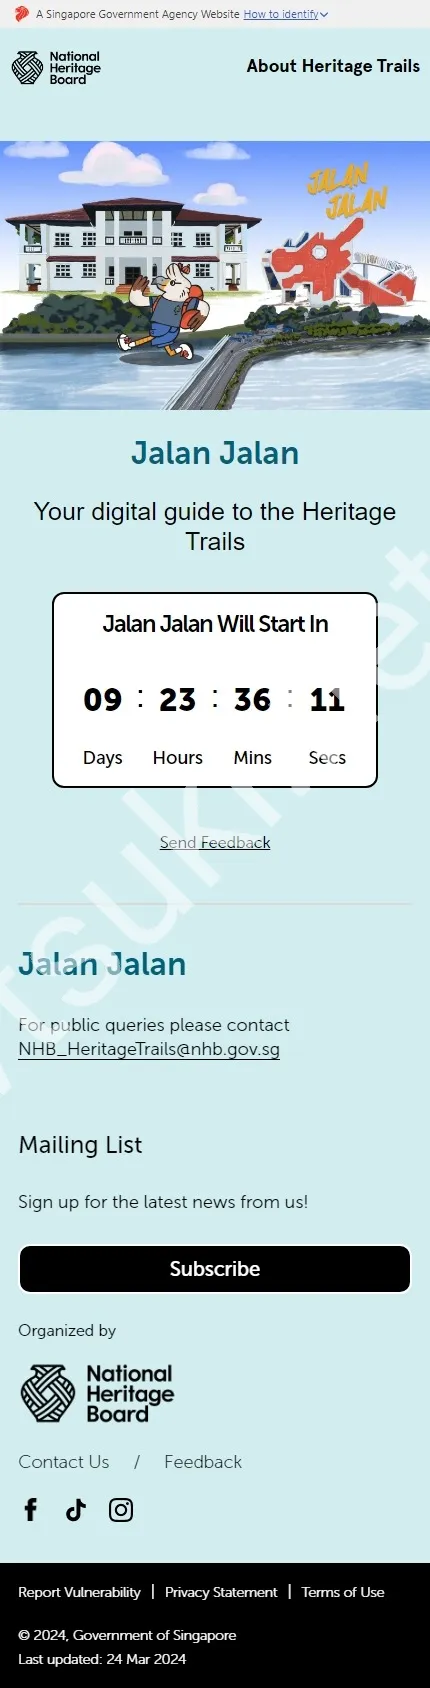 A Singapore Government Agency Website How to identify
National
Heritage
Board
About Heritage Trails
JALAN
JALAN
Jalan Jalan
Your digital guide to the Heritage
Trails
Jalan Jalan Will Start In
09 : 23 : 36 : 11
Days Hours Mins Secs
Send Feedback
Jalan Jalan
For public queries please contact
NHB_HeritageTrails@nhb.gov.sg
Mailing List
Sign up for the latest news from us!
Subscribe
Organized by
National
Heritage
Board
Contact Us / Feedback
Report Vulnerability | Privacy Statement | Terms of Use
© 2024, Government of Singapore
Last updated: 24 Mar 2024